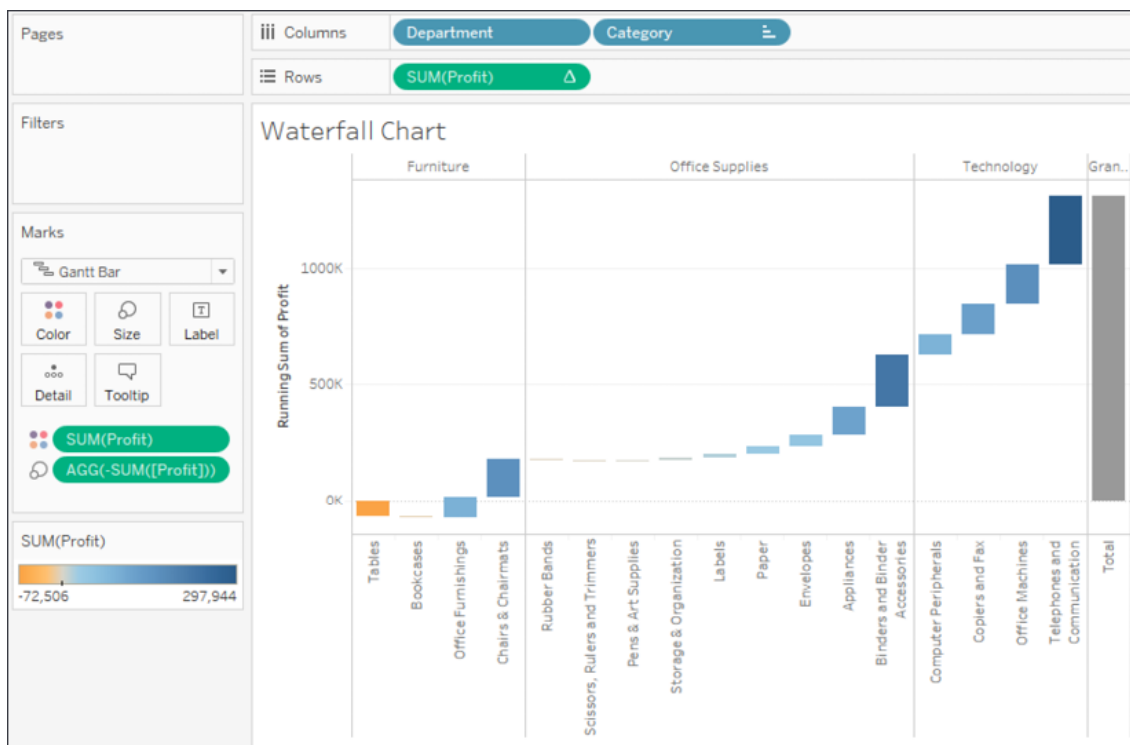 Pages
Columns
Department
Category
Rows
SUM(Profit)
Filters
Marks
Gantt Bar
Color
Size
Label
Detail
Tooltip
SUM(Profit)
AGG(-SUM([Profit]))
SUM(Profit)
-72,506
297,944
Waterfall Chart
Furniture
Office Supplies
Technology
Gran..
Running Sum of Profit
1000K
500K
0K
Tables
Bookcases
Office Furnishings
Chairs & Chairmats
Rubber Bands
Scissors, Rulers and Trimmers
Pens & Art Supplies
Storage & Organization
Labels
Paper
Envelopes
Appliances
Binders and Binder
Accessories
Computer Peripherals
Copiers and Fax
Office Machines
Telephones and
Communication
Total